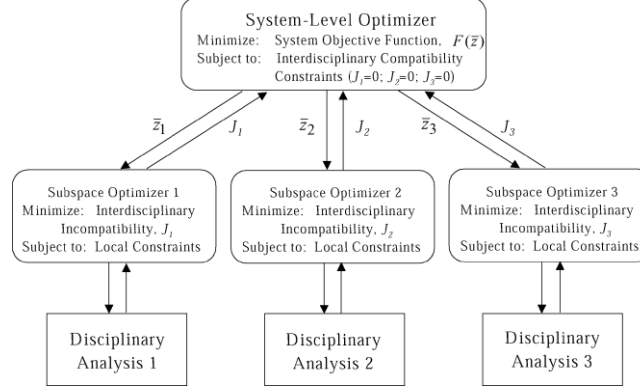 System-Level Optimizer
Minimize: System Objective Function, F(z̅)
Subject to: Interdisciplinary Compatibility
Constraints (J₁=0; J₂=0; J₃=0)
z̅₁ J₁ z̅₂ J₂ z̅₃ J₃
Subspace Optimizer 1
Minimize: Interdisciplinary
Incompatibility, J₁
Subject to: Local Constraints
Subspace Optimizer 2
Minimize: Interdisciplinary
Incompatibility, J₂
Subject to: Local Constraints
Subspace Optimizer 3
Minimize: Interdisciplinary
Incompatibility, J₃
Subject to: Local Constraints
Disciplinary
Analysis 1
Disciplinary
Analysis 2
Disciplinary
Analysis 3